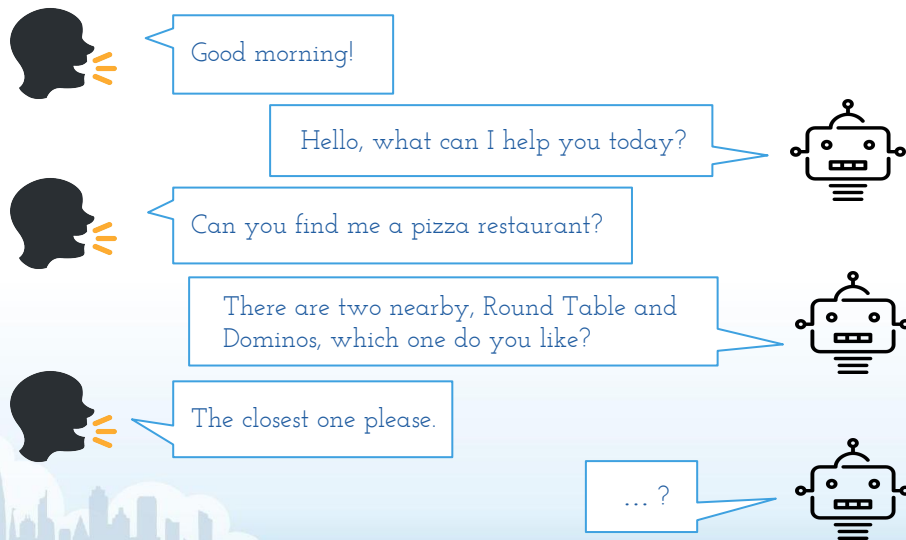 Good morning!
Hello, what can I help you today?
Can you find me a pizza restaurant?
There are two nearby, Round Table and
Dominos, which one do you like?
The closest one please.
... ?